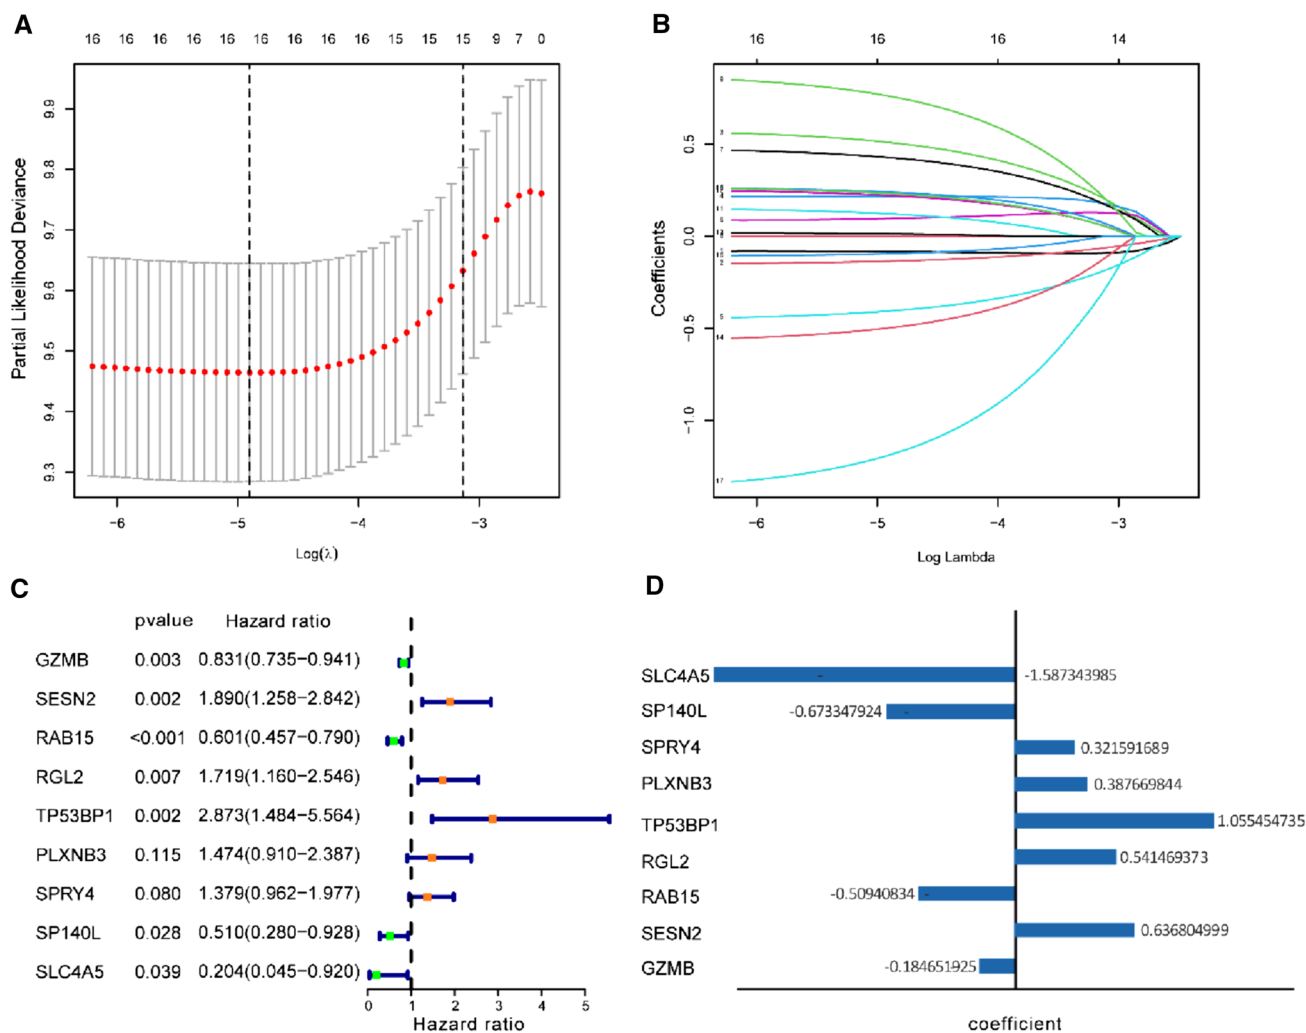 A
16 16 16 16 16 16 16 16 16 15 15 15 9 7 0
Partial Likelihood Deviance
9.9
9.8
9.7
9.6
9.5
9.4
9.3
−6 −5 −4 −3
Log(λ)
B
16 16 16 14
Coefficients
0.5
0.0
−0.5
−1.0
7
11
2
5
14
17
−6 −5 −4 −3
Log Lambda
C
pvalue Hazard ratio
GZMB 0.003 0.831(0.735−0.941)
SESN2 0.002 1.890(1.258−2.842)
RAB15 <0.001 0.601(0.457−0.790)
RGL2 0.007 1.719(1.160−2.546)
TP53BP1 0.002 2.873(1.484−5.564)
PLXNB3 0.115 1.474(0.910−2.387)
SPRY4 0.080 1.379(0.962−1.977)
SP140L 0.028 0.510(0.280−0.928)
SLC4A5 0.039 0.204(0.045−0.920)
0 1 2 3 4 5
Hazard ratio
D
SLC4A5 -1.587343985
SP140L -0.673347924
SPRY4 0.321591689
PLXNB3 0.387669844
TP53BP1 1.055454735
RGL2 0.541469373
RAB15 -0.50940834
SESN2 0.636804999
GZMB -0.184651925
coefficient